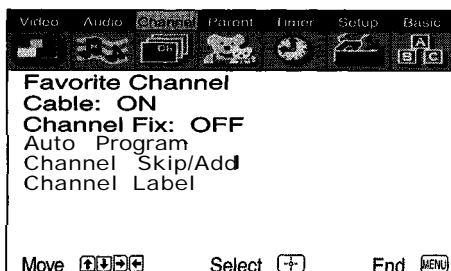 Video Audio Channel Parent Timer Setup Basic
Ch A B C
Favorite Channel
Cable: ON
Channel Fix: OFF
Auto Program
Channel Skip/Add
Channel Label
Move Select End MENU